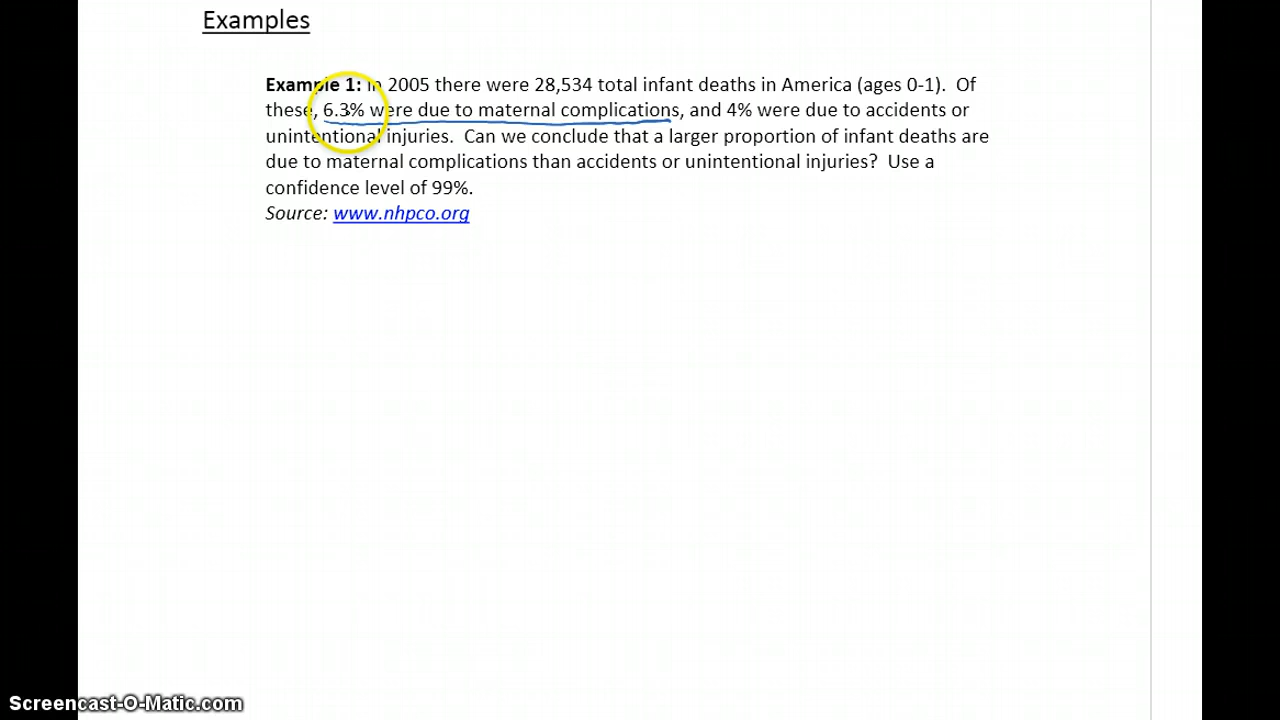 Examples
Example 1: In 2005 there were 28,534 total infant deaths in America (ages 0-1).  Of
these, 6.3% were due to maternal complications, and 4% were due to accidents or
unintentional injuries.  Can we conclude that a larger proportion of infant deaths are
due to maternal complications than accidents or unintentional injuries?  Use a
confidence level of 99%.
Source: www.nhpco.org
Screencast-O-Matic.com